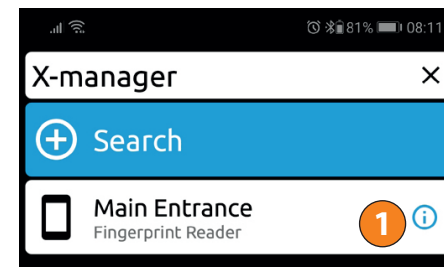 81% 08:11
X-manager
Search
Main Entrance
Fingerprint Reader
1